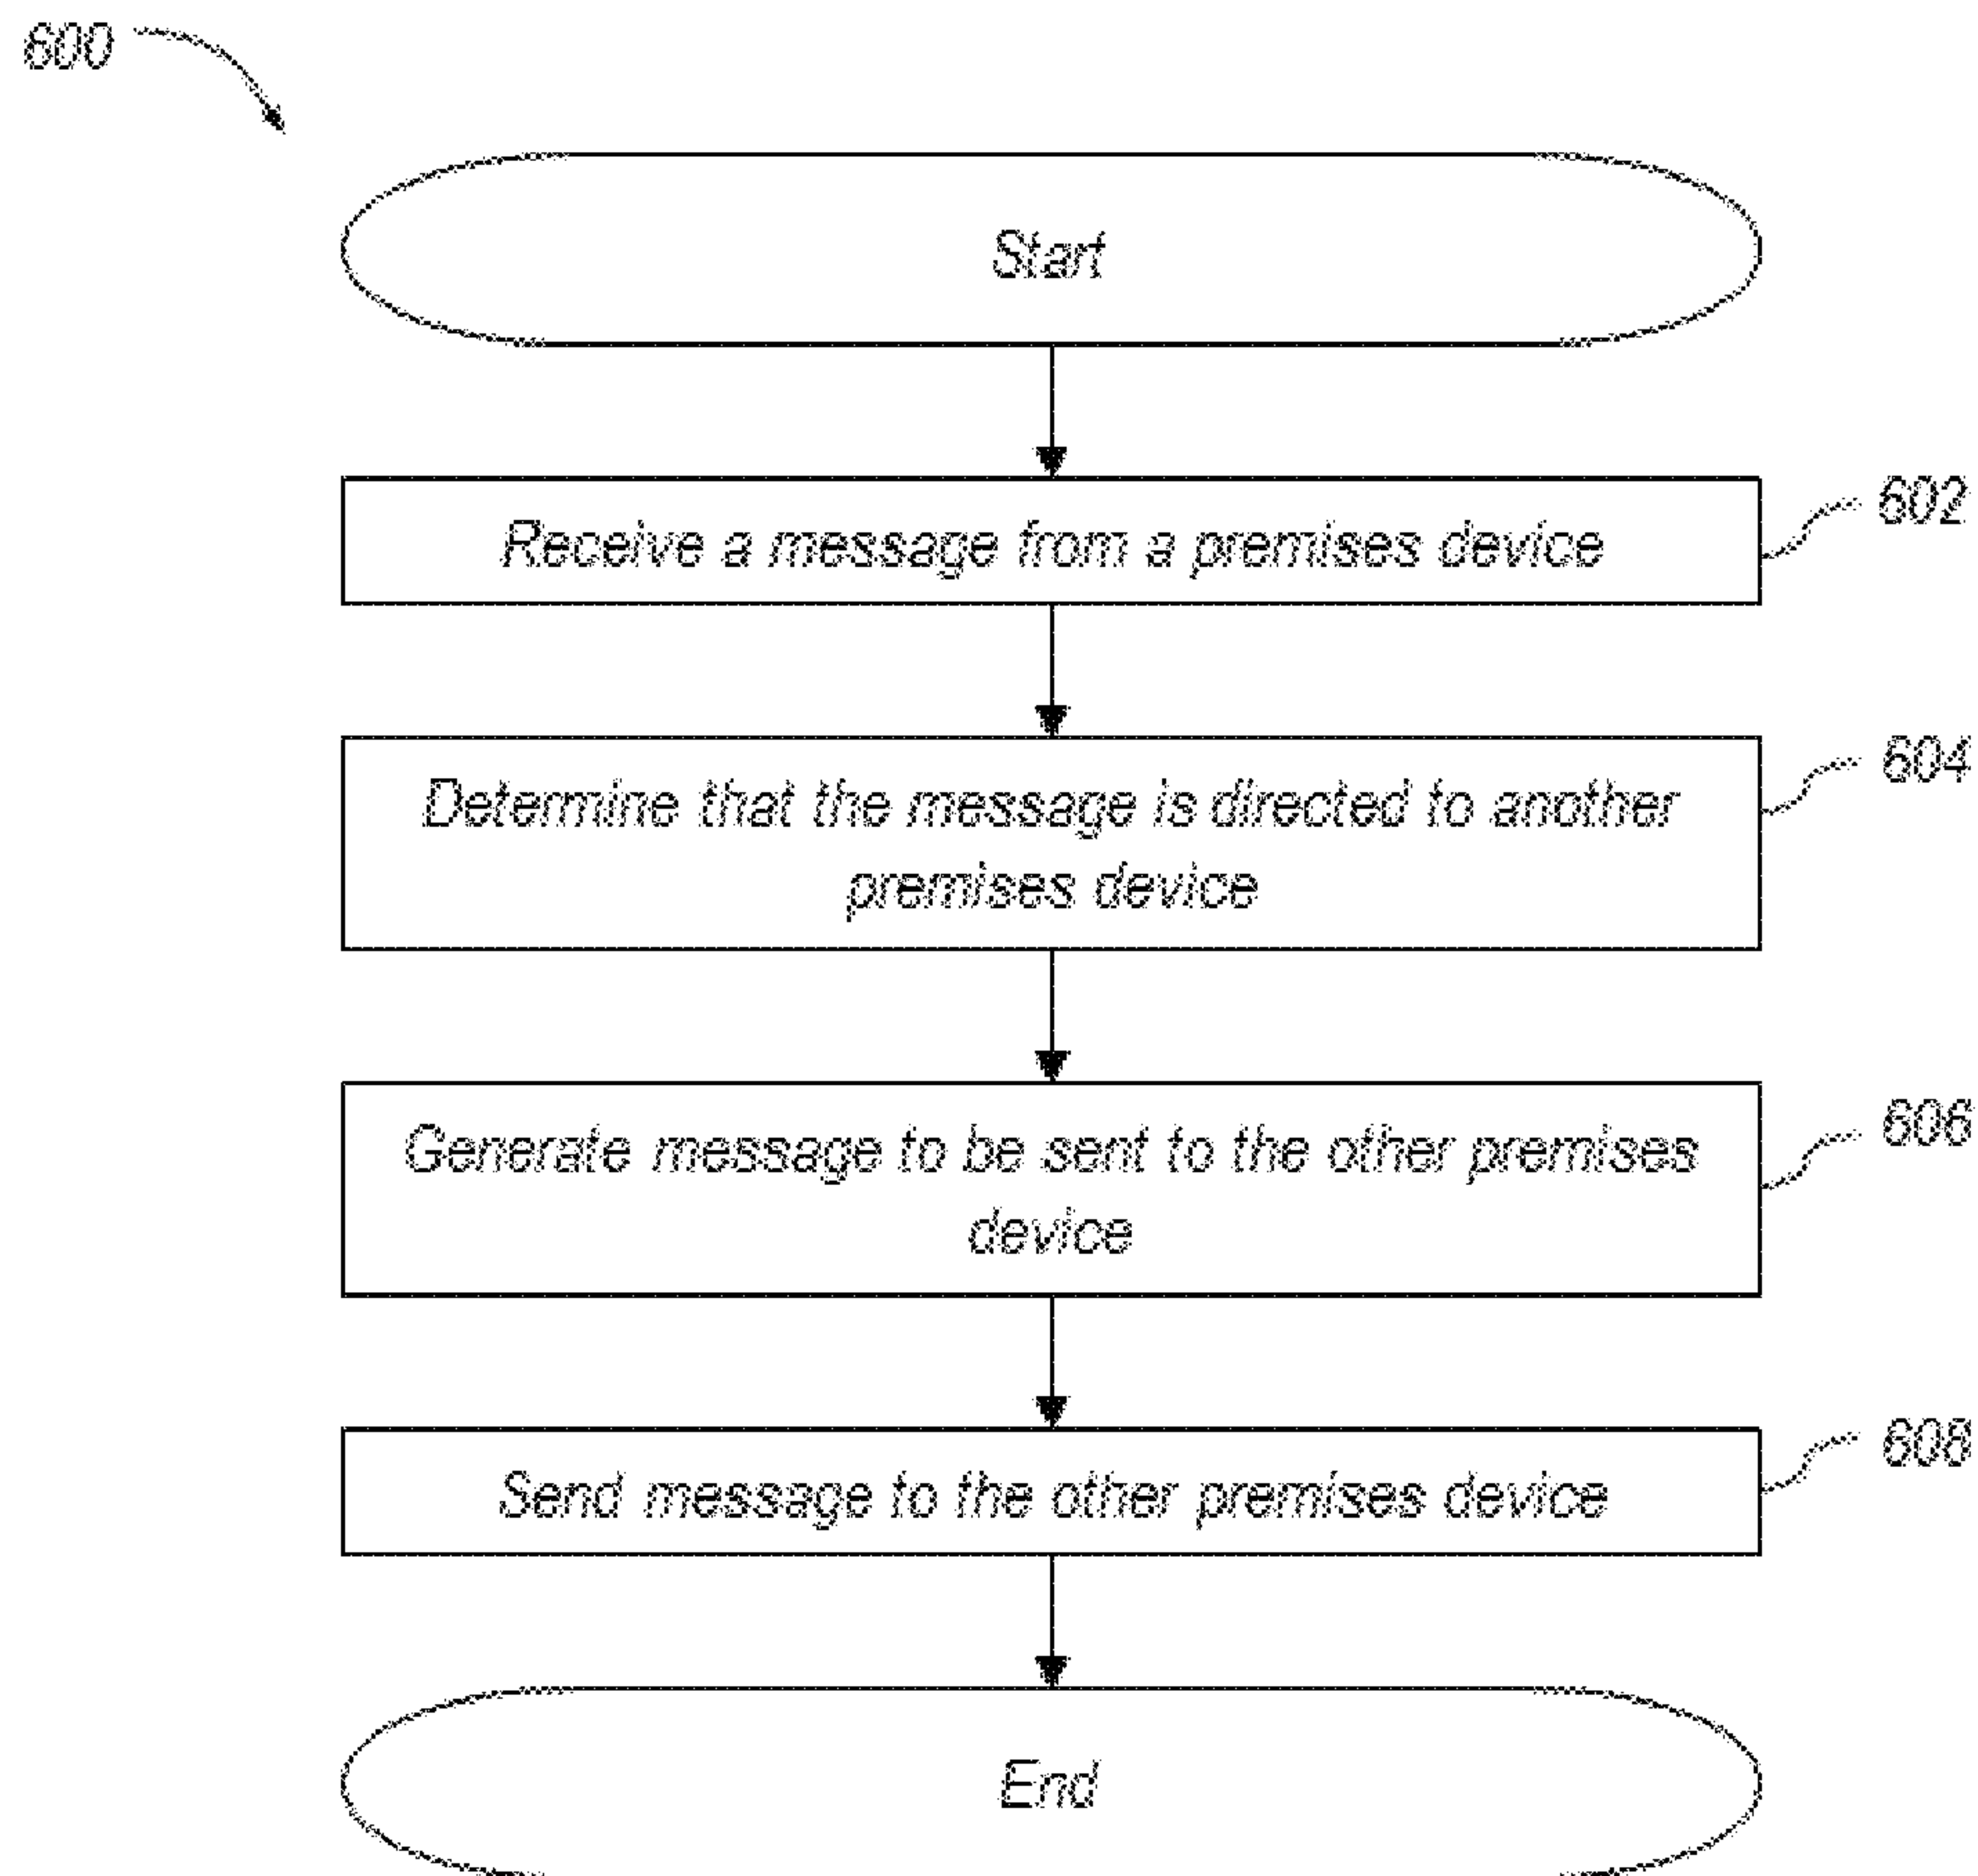 600
Start
Receive a message from a premises device
602
Determine that the message is directed to another
premises device
604
Generate message to be sent to the other premises
device
606
Send message to the other premises device
608
End